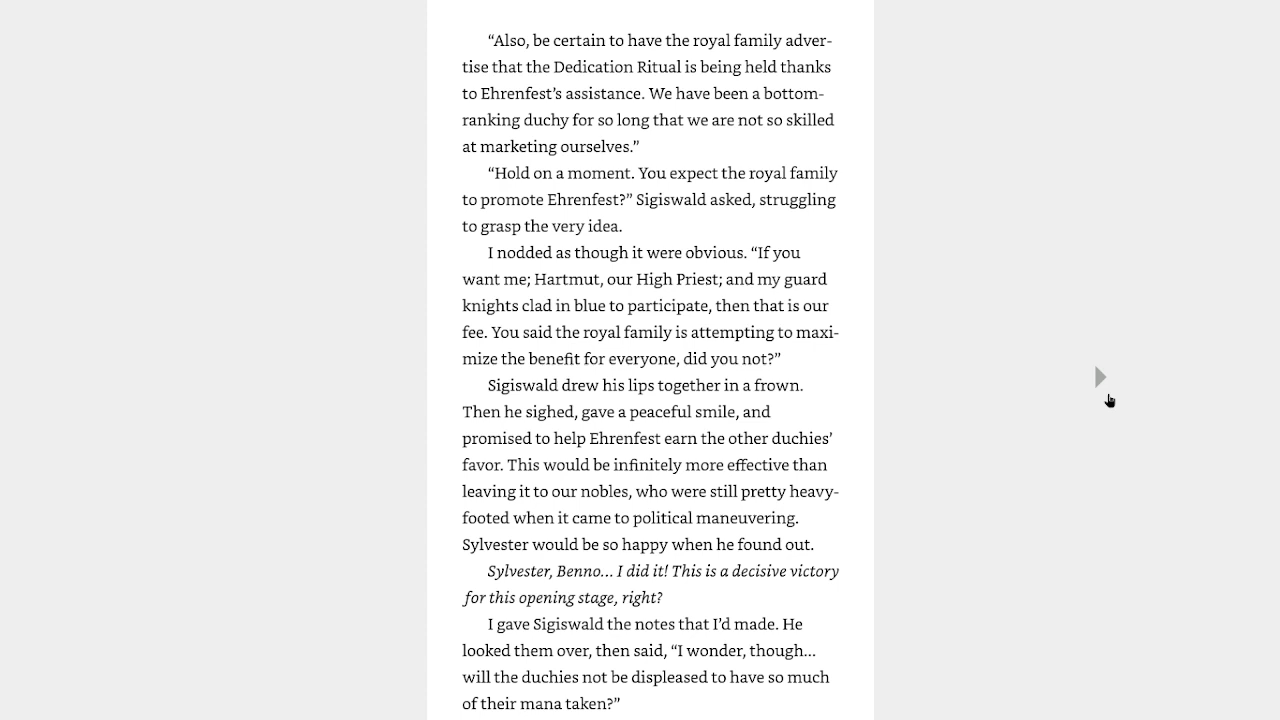 “Also, be certain to have the royal family adver-
tise that the Dedication Ritual is being held thanks
to Ehrenfest’s assistance. We have been a bottom-
ranking duchy for so long that we are not so skilled
at marketing ourselves.”
“Hold on a moment. You expect the royal family
to promote Ehrenfest?” Sigiswald asked, struggling
to grasp the very idea.
I nodded as though it were obvious. “If you
want me; Hartmut, our High Priest; and my guard
knights clad in blue to participate, then that is our
fee. You said the royal family is attempting to maxi-
mize the benefit for everyone, did you not?”
Sigiswald drew his lips together in a frown.
Then he sighed, gave a peaceful smile, and
promised to help Ehrenfest earn the other duchies’
favor. This would be infinitely more effective than
leaving it to our nobles, who were still pretty heavy-
footed when it came to political maneuvering.
Sylvester would be so happy when he found out.
Sylvester, Benno... I did it! This is a decisive victory
for this opening stage, right?
I gave Sigiswald the notes that I’d made. He
looked them over, then said, “I wonder, though...
will the duchies not be displeased to have so much
of their mana taken?”